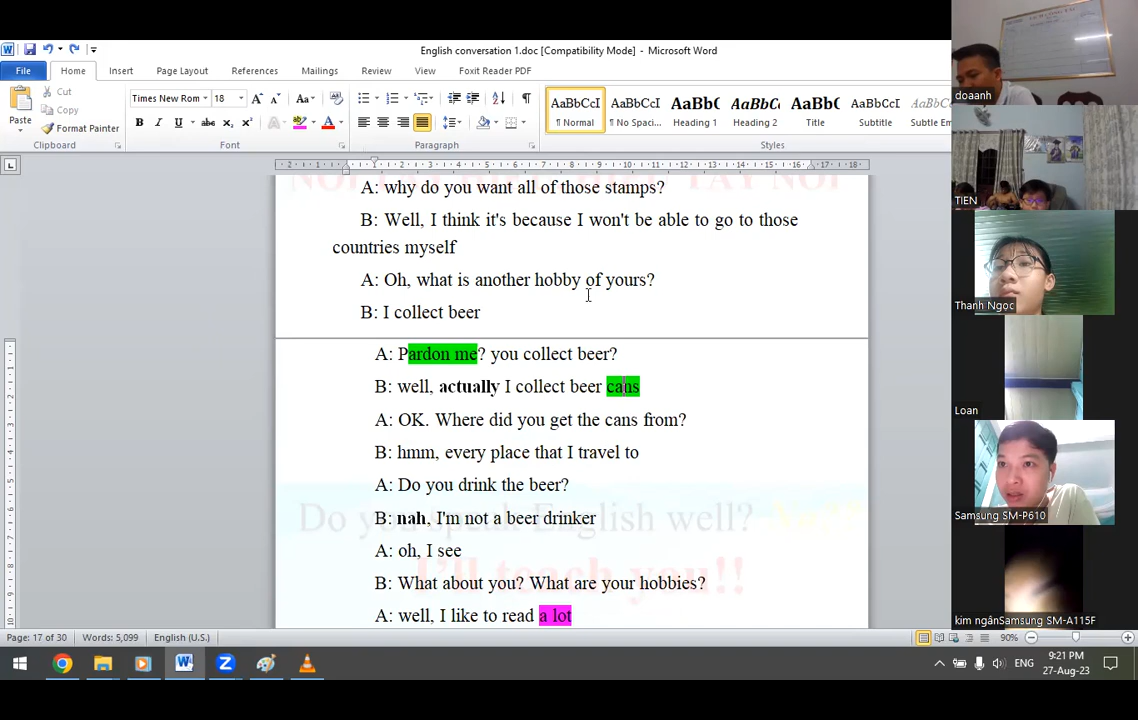 English conversation 1.doc [Compatibility Mode] - Microsoft Word
File Home Insert Page Layout References Mailings Review View Foxit Reader PDF
Cut
Copy
Format Painter
Paste
Clipboard
Times New Rom 18
Font
Paragraph
AaBbCcI AaBbCcI AaBbC AaBbCc AaBbC AaBbCcI AaBbCcI
¶ Normal ¶ No Spaci... Heading 1 Heading 2 Title Subtitle Subtle Em
Styles
A: why do you want all of those stamps?
B: Well, I think it's because I won't be able to go to those
countries myself
A: Oh, what is another hobby of yours?
B: I collect beer
A: Pardon me? you collect beer?
B: well, actually I collect beer cans
A: OK. Where did you get the cans from?
B: hmm, every place that I travel to
A: Do you drink the beer?
Do you speak English well?
B: nah, I'm not a beer drinker
A: oh, I see
I'll teach you!!
B: What about you? What are your hobbies?
A: well, I like to read a lot
Page: 17 of 30 Words: 5,099 English (U.S.) 90%
ENG 9:21 PM
27-Aug-23
doaanh
TIEN
Thanh Ngoc
Loan
Samsung SM-P610
kim ngânSamsung SM-A115F